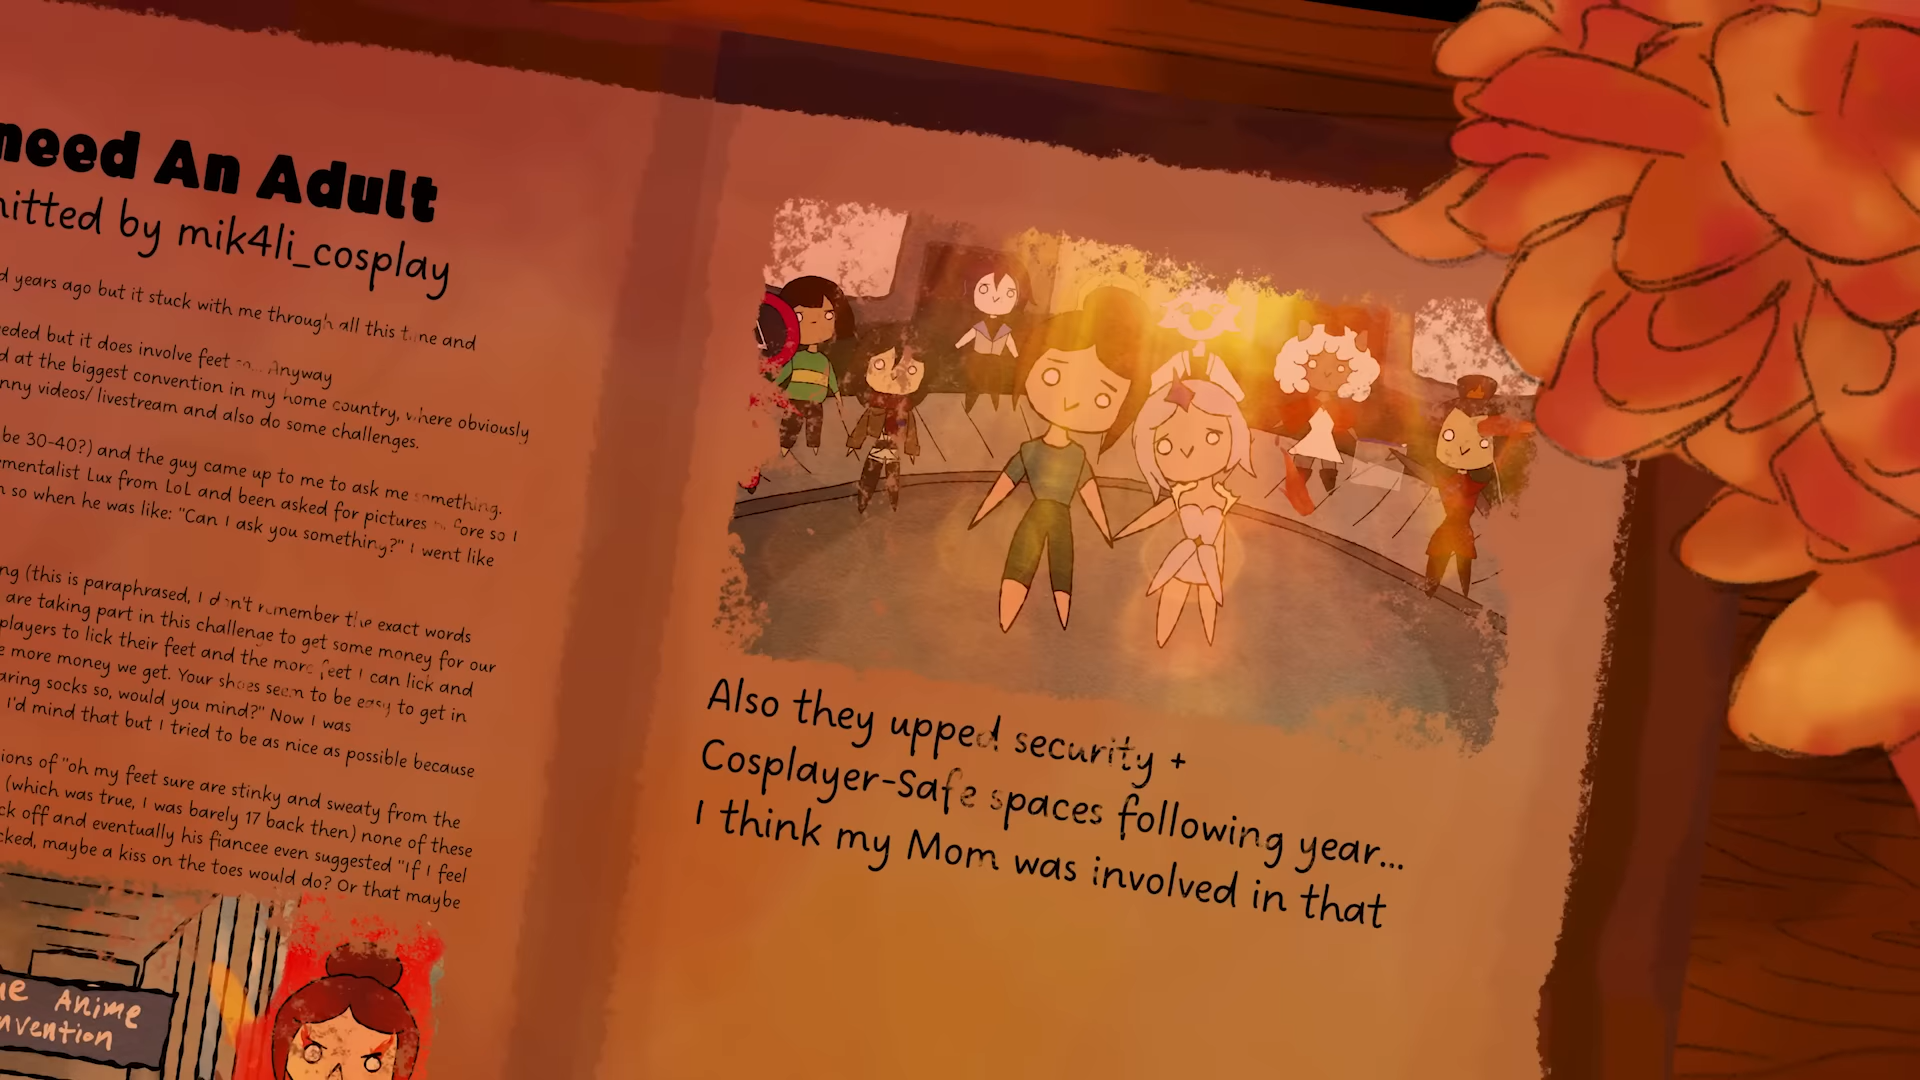 need An Adult
mitted by mik4li_cosplay
d years ago but it stuck with me through all this time and
eeded but it does involve feet so... Anyway
d at the biggest convention in my home country, where obviously
nny videos/ livestream and also do some challenges.
be 30-40?) and the guy came up to me to ask me something.
mentalist Lux from LoL and been asked for pictures before so I
n so when he was like: "Can I ask you something?" I went like
ng (this is paraphrased, I don't remember the exact words
are taking part in this challenge to get some money for our
players to lick their feet and the more feet I can lick and
e more money we get. Your shoes seem to be easy to get in
aring socks so, would you mind?" Now I was
I'd mind that but I tried to be as nice as possible because
ions of "oh my feet sure are stinky and sweaty from the
(which was true, I was barely 17 back then) none of these
ck off and eventually his fiancee even suggested "If I feel
cked, maybe a kiss on the toes would do? Or that maybe
ue Anime
nvention
Also they upped security +
Cosplayer-Safe spaces following year...
I think my Mom was involved in that